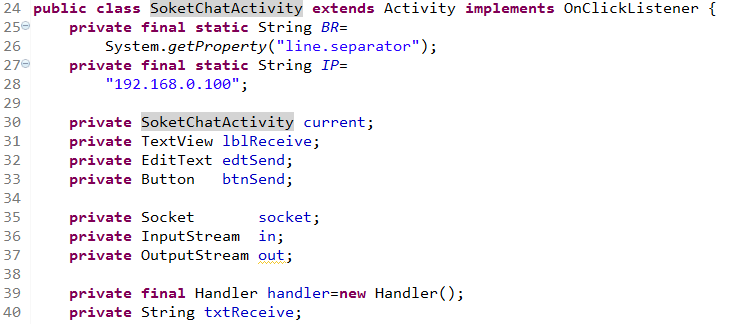 24 public class SoketChatActivity extends Activity implements OnClickListener {
25 private final static String BR=
26 System.getProperty("line.separator");
27 private final static String IP=
28 "192.168.0.100";
29
30 private SoketChatActivity current;
31 private TextView lblReceive;
32 private EditText edtSend;
33 private Button btnSend;
34
35 private Socket socket;
36 private InputStream in;
37 private OutputStream out;
38
39 private final Handler handler=new Handler();
40 private String txtReceive;